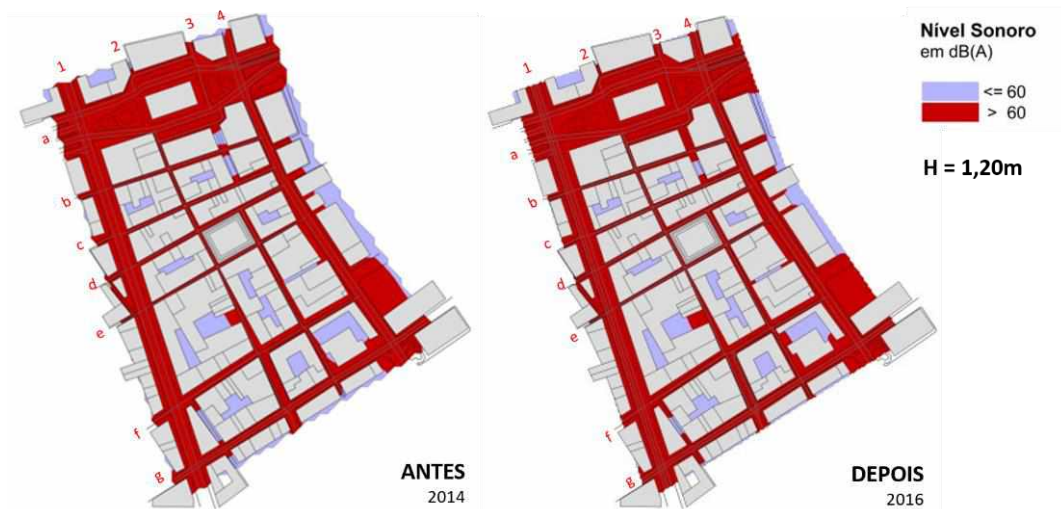 1
2
3
4
a
b
c
d
e
f
g
ANTES
2014
1
2
3
4
a
b
c
d
e
f
g
DEPOIS
2016
Nível Sonoro
em dB(A)
<= 60
> 60
H = 1,20m